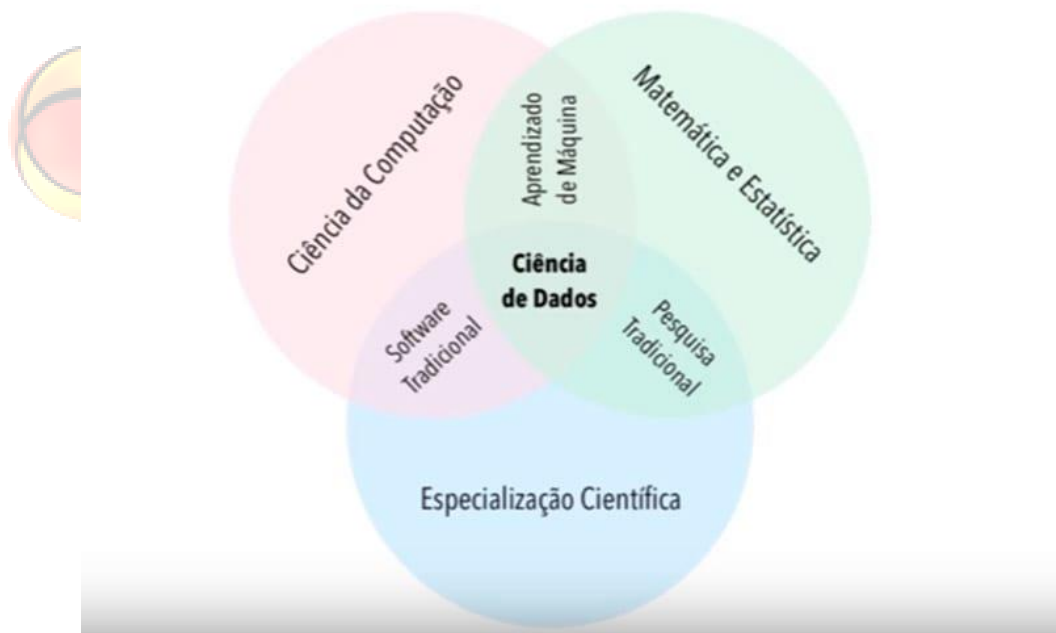 Ciência da Computação
Aprendizado
de Máquina
Matemática e Estatística
Ciência
de Dados
Software
Tradicional
Pesquisa
Tradicional
Especialização Científica